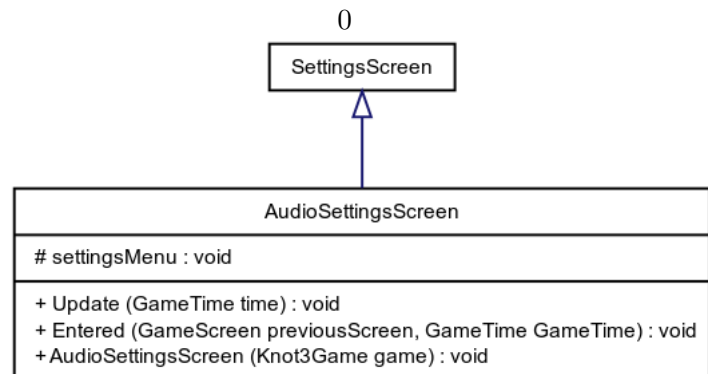 0
SettingsScreen
AudioSettingsScreen
# settingsMenu : void
+ Update (GameTime time) : void
+ Entered (GameScreen previousScreen, GameTime GameTime) : void
+AudioSettingsScreen (Knot3Game game) : void